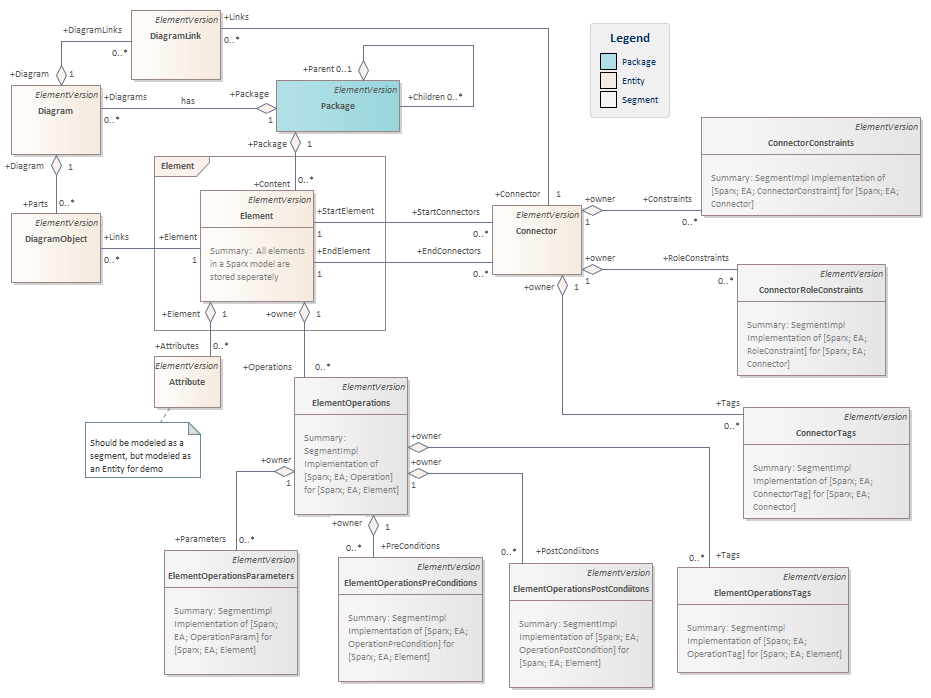 ElementVersion
DiagramLink
+Links
0..*
+DiagramLinks
0..*
+Diagram
1
ElementVersion
Diagram
+Diagrams
0..*
has
+Package
1
+Parent 0..1
ElementVersion
Package
+Children 0..*
Legend
Package
Entity
Segment
+Diagram
1
+Parts
0..*
ElementVersion
DiagramObject
+Links
0..*
+Element
1
+Package
1
Element
+Content
0..*
ElementVersion
Element
Summary: All elements
in a Sparx model are
stored seperately
+StartElement
1
+StartConnectors
0..*
+EndElement
1
+EndConnectors
0..*
+Connector
1
ElementVersion
Connector
+owner
1
+Constraints
0..*
ElementVersion
ConnectorConstraints
Summary: SegmentImpl Implementation of
[Sparx; EA; ConnectorConstraint] for [Sparx; EA;
Connector]
+owner
1
+RoleConstraints
0..*
ElementVersion
ConnectorRoleConstraints
Summary: SegmentImpl
Implementation of [Sparx; EA;
RoleConstraint] for [Sparx; EA;
Connector]
+owner
1
+Tags
0..*
ElementVersion
ConnectorTags
Summary: SegmentImpl
Implementation of [Sparx; EA;
ConnectorTag] for [Sparx; EA;
Connector]
+Element
1
+Attributes
0..*
ElementVersion
Attribute
Should be modeled as a
segment, but modeled as
an Entity for demo
+owner
1
+Operations
0..*
ElementVersion
ElementOperations
Summary:
SegmentImpl
Implementation of
[Sparx; EA; Operation]
for [Sparx; EA; Element]
+owner
1
+Parameters
0..*
ElementVersion
ElementOperationsParameters
Summary: SegmentImpl
Implementation of [Sparx;
EA; OperationParam] for
[Sparx; EA; Element]
+owner
1
0..*
+PreConditions
ElementVersion
ElementOperationsPreConditions
Summary: SegmentImpl
Implementation of [Sparx; EA;
OperationPreCondition] for
[Sparx; EA; Element]
+owner
1
0..*
+PostCondiitons
ElementVersion
ElementOperationsPostCondiitons
Summary: SegmentImpl
Implementation of [Sparx; EA;
OperationPostCondition] for
[Sparx; EA; Element]
+owner
1
0..*
+Tags
ElementVersion
ElementOperationsTags
Summary: SegmentImpl
Implementation of [Sparx; EA;
OperationTag] for [Sparx; EA; Element]